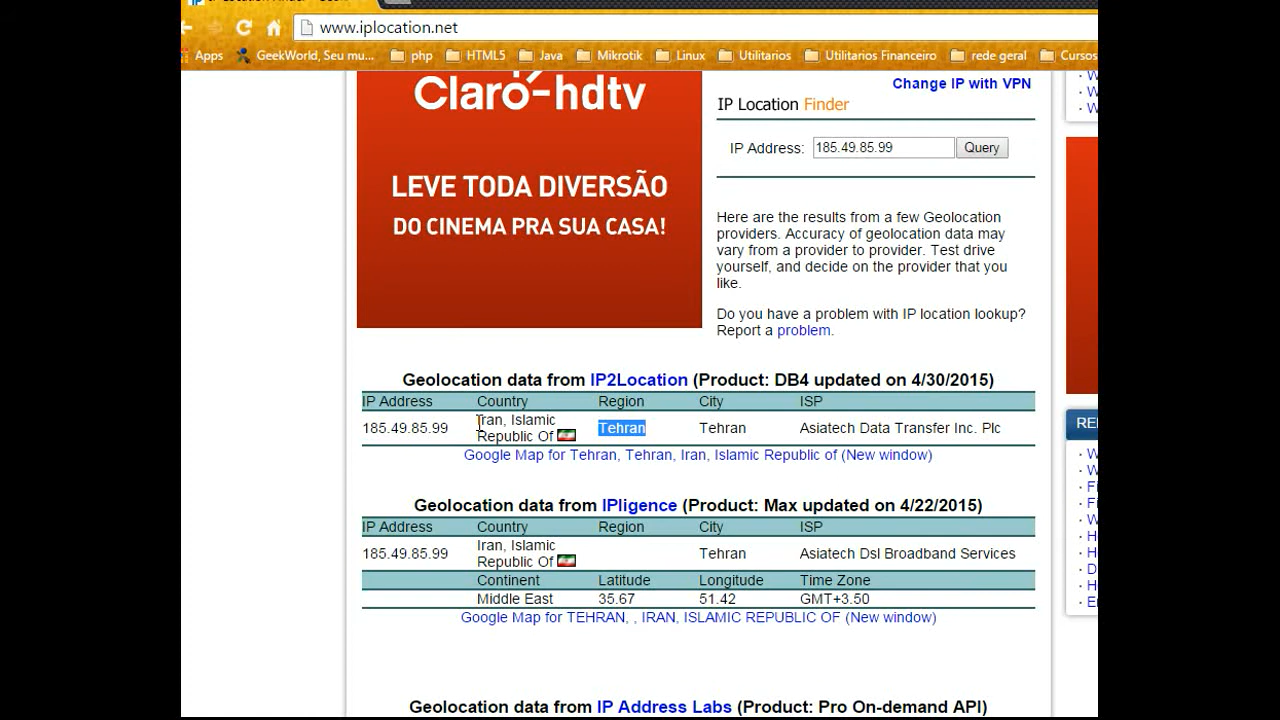 www.iplocation.net
Apps GeekWorld, Seu mu... php HTML5 Java Mikrotik Linux Utilitarios Utilitarios Financeiro rede geral Cursos
Claro-hdtv
LEVE TODA DIVERSÃO
DO CINEMA PRA SUA CASA!
Change IP with VPN
IP Location Finder
IP Address: 185.49.85.99 Query
Here are the results from a few Geolocation
providers. Accuracy of geolocation data may
vary from a provider to provider. Test drive
yourself, and decide on the provider that you
like.
Do you have a problem with IP location lookup?
Report a problem.
Geolocation data from IP2Location (Product: DB4 updated on 4/30/2015)
IP Address Country Region City ISP
185.49.85.99 Iran, Islamic Republic Of Tehran Tehran Asiatech Data Transfer Inc. Plc
Google Map for Tehran, Tehran, Iran, Islamic Republic of (New window)
Geolocation data from IPligence (Product: Max updated on 4/22/2015)
IP Address Country Region City ISP
185.49.85.99 Iran, Islamic Republic Of Tehran Asiatech Dsl Broadband Services
Continent Latitude Longitude Time Zone
Middle East 35.67 51.42 GMT+3.50
Google Map for TEHRAN, , IRAN, ISLAMIC REPUBLIC OF (New window)
Geolocation data from IP Address Labs (Product: Pro On-demand API)